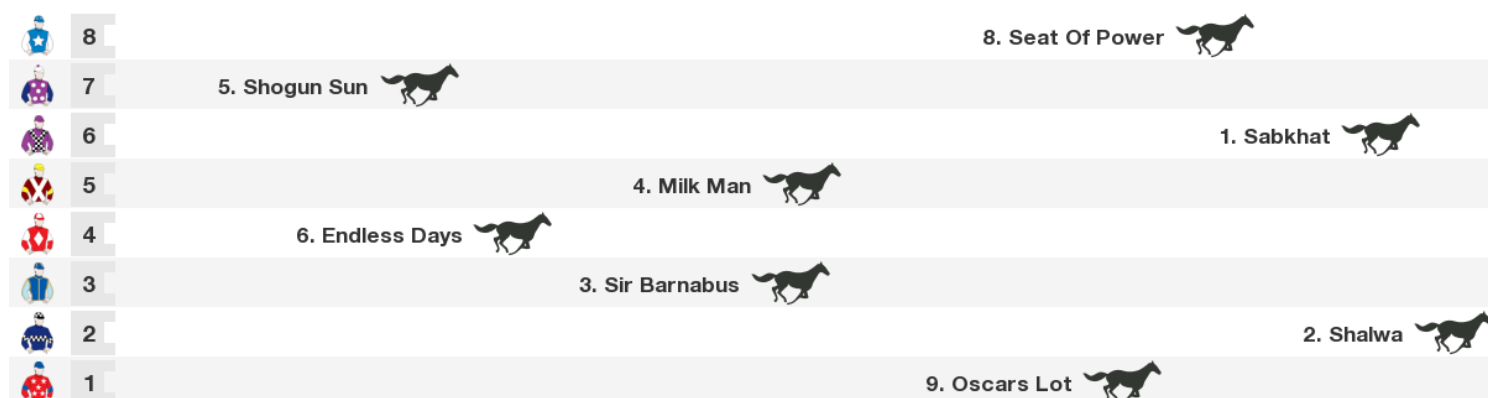 8 8. Seat Of Power
7 5. Shogun Sun
6 1. Sabkhat
5 4. Milk Man
4 6. Endless Days
3 3. Sir Barnabus
2 2. Shalwa
1 9. Oscars Lot